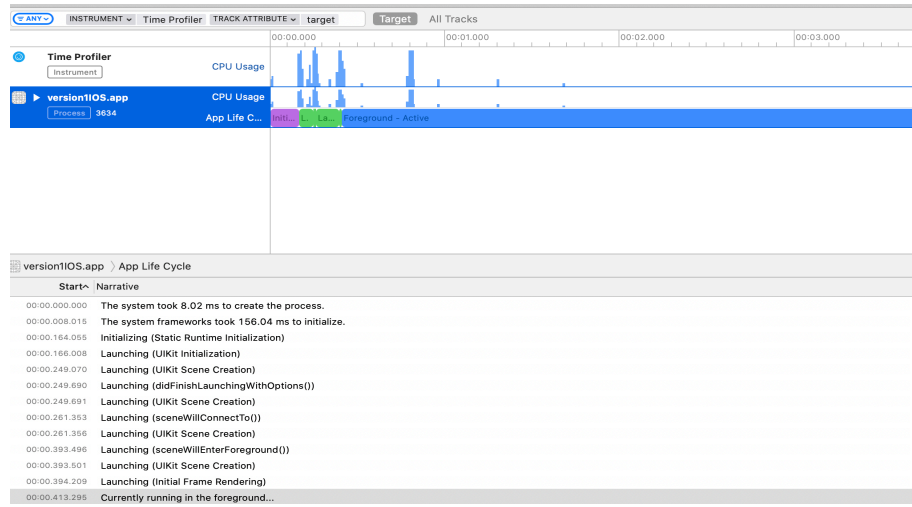 ANY INSTRUMENT Time Profiler TRACK ATTRIBUTE target Target All Tracks
00:00.000 00:01.000 00:02.000 00:03.000
Time Profiler
Instrument
CPU Usage
version1IOS.app CPU Usage
Process 3634
App Life C... Initi... L. La... Foreground – Active
version1IOS.app App Life Cycle
Start Narrative
00:00.000.000 The system took 8.02 ms to create the process.
00:00.008.015 The system frameworks took 156.04 ms to initialize.
00:00.164.055 Initializing (Static Runtime Initialization)
00:00.166.008 Launching (UIKit Initialization)
00:00.249.070 Launching (UIKit Scene Creation)
00:00.249.690 Launching (didFinishLaunchingWithOptions())
00:00.249.691 Launching (UIKit Scene Creation)
00:00.261.353 Launching (sceneWillConnectTo())
00:00.261.356 Launching (UIKit Scene Creation)
00:00.393.496 Launching (sceneWillEnterForeground())
00:00.393.501 Launching (UIKit Scene Creation)
00:00.394.209 Launching (Initial Frame Rendering)
00:00.413.295 Currently running in the foreground...